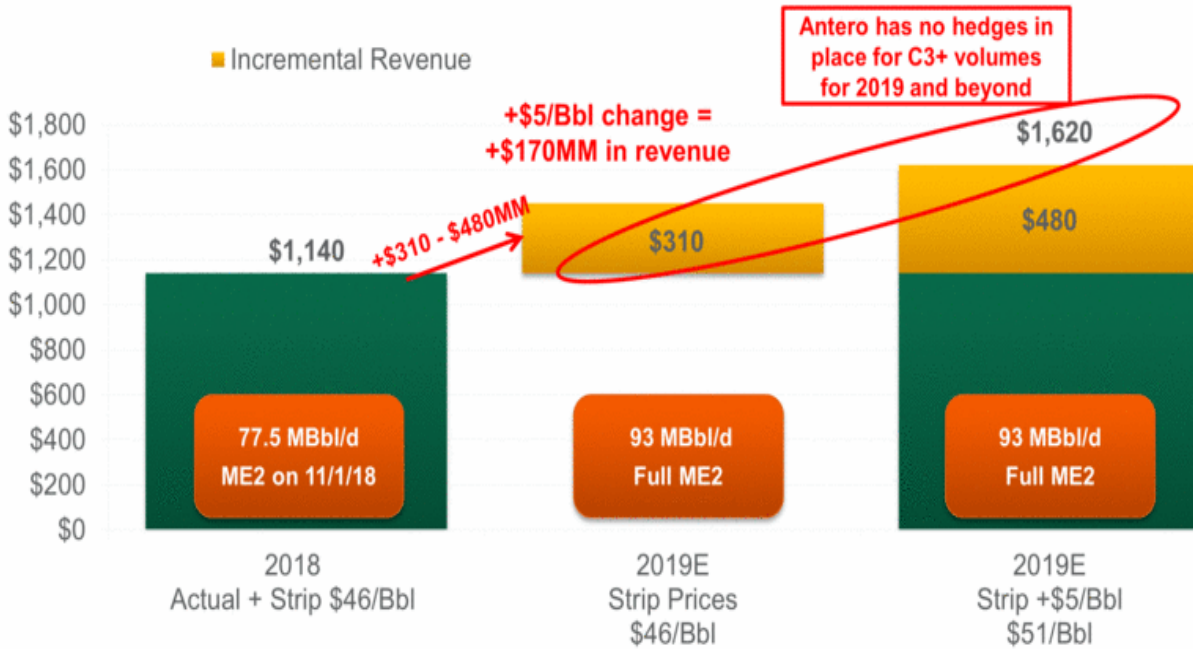 Incremental Revenue
Antero has no hedges in
place for C3+ volumes
for 2019 and beyond
+$5/Bbl change =
+$170MM in revenue
$1,800
$1,600
$1,400
$1,200
$1,000
$800
$600
$400
$200
$0
$1,140
+$310 - $480MM
$310
$1,620
$480
77.5 MBbl/d
ME2 on 11/1/18
93 MBbl/d
Full ME2
93 MBbl/d
Full ME2
2018
Actual + Strip $46/Bbl
2019E
Strip Prices
$46/Bbl
2019E
Strip +$5/Bbl
$51/Bbl